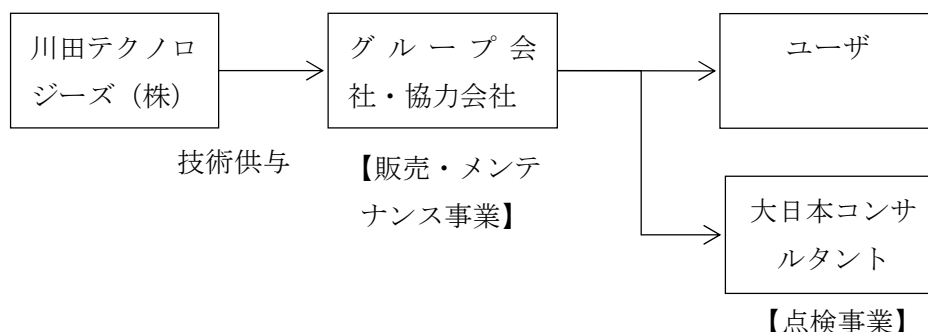 川田テクノロ
ジーズ（株）
グループ会
社・協力会社
ユーザ
技術供与
【販売・メンテ
ナンス事業】
大日本コンサ
ルタント
【点検事業】